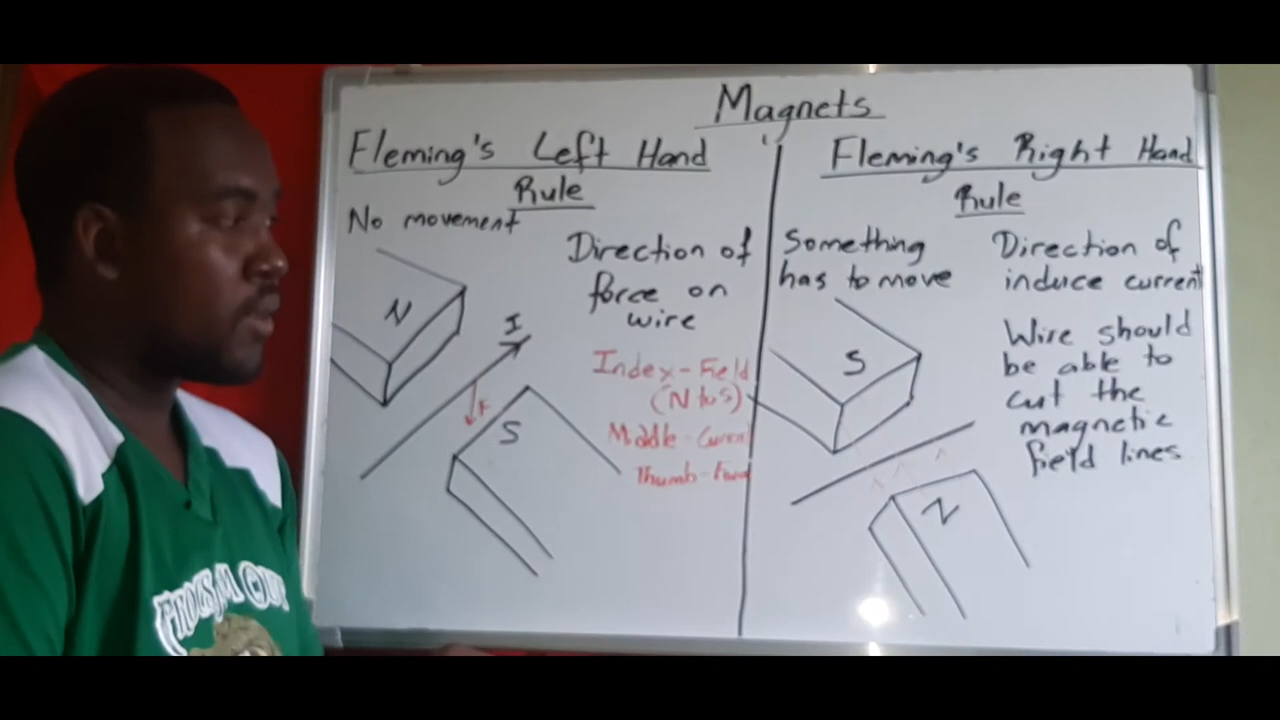 Magnets
Fleming's Left Hand
Rule
No movement
Direction of
force on
wire
N
I
F
S
Index-Field
(N to S)
Middle-
Thumb-
Fleming's Right Hand
Rule
Something
has to move
Direction of
induce current
Wire should
be able to
cut the
magnetic
field lines
S
N